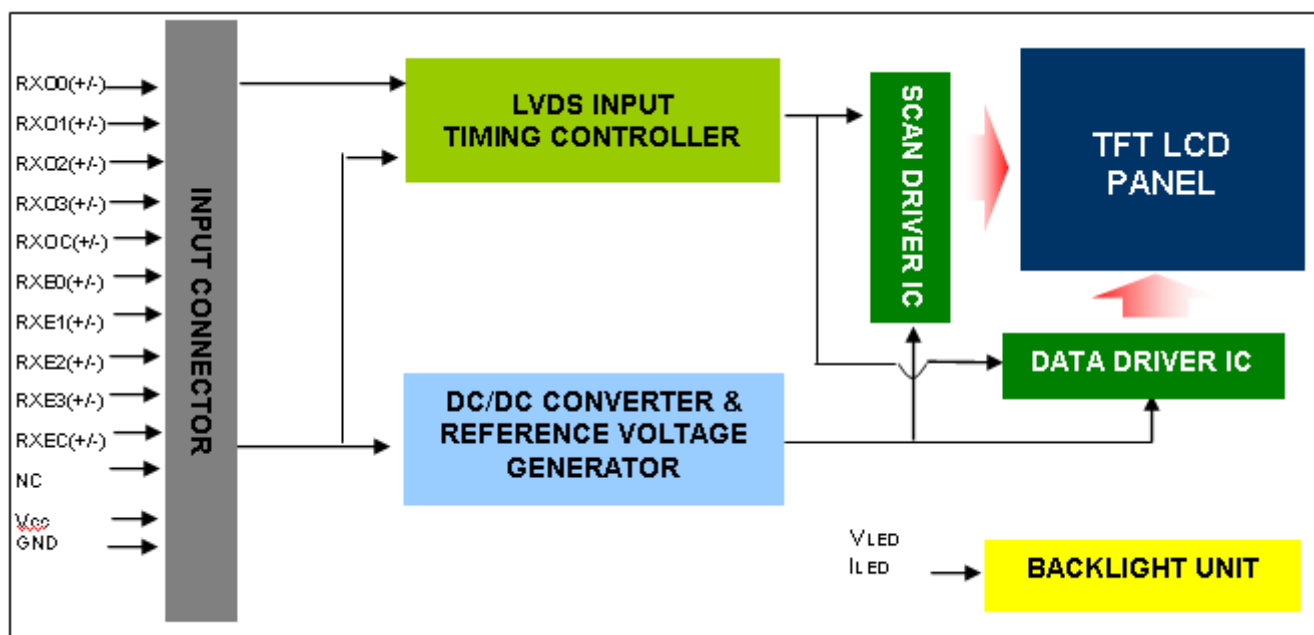 RXO0(+/-)
RXO1(+/-)
RXO2(+/-)
RXO3(+/-)
RXOC(+/-)
RXE0(+/-)
RXE1(+/-)
RXE2(+/-)
RXE3(+/-)
RXEC(+/-)
NC
Vcc
GND
INPUT CONNECTOR
LVDS INPUT
TIMING CONTROLLER
DC/DC CONVERTER &
REFERENCE VOLTAGE
GENERATOR
SCAN DRIVER IC
TFT LCD
PANEL
DATA DRIVER IC
VLED
ILED
BACKLIGHT UNIT